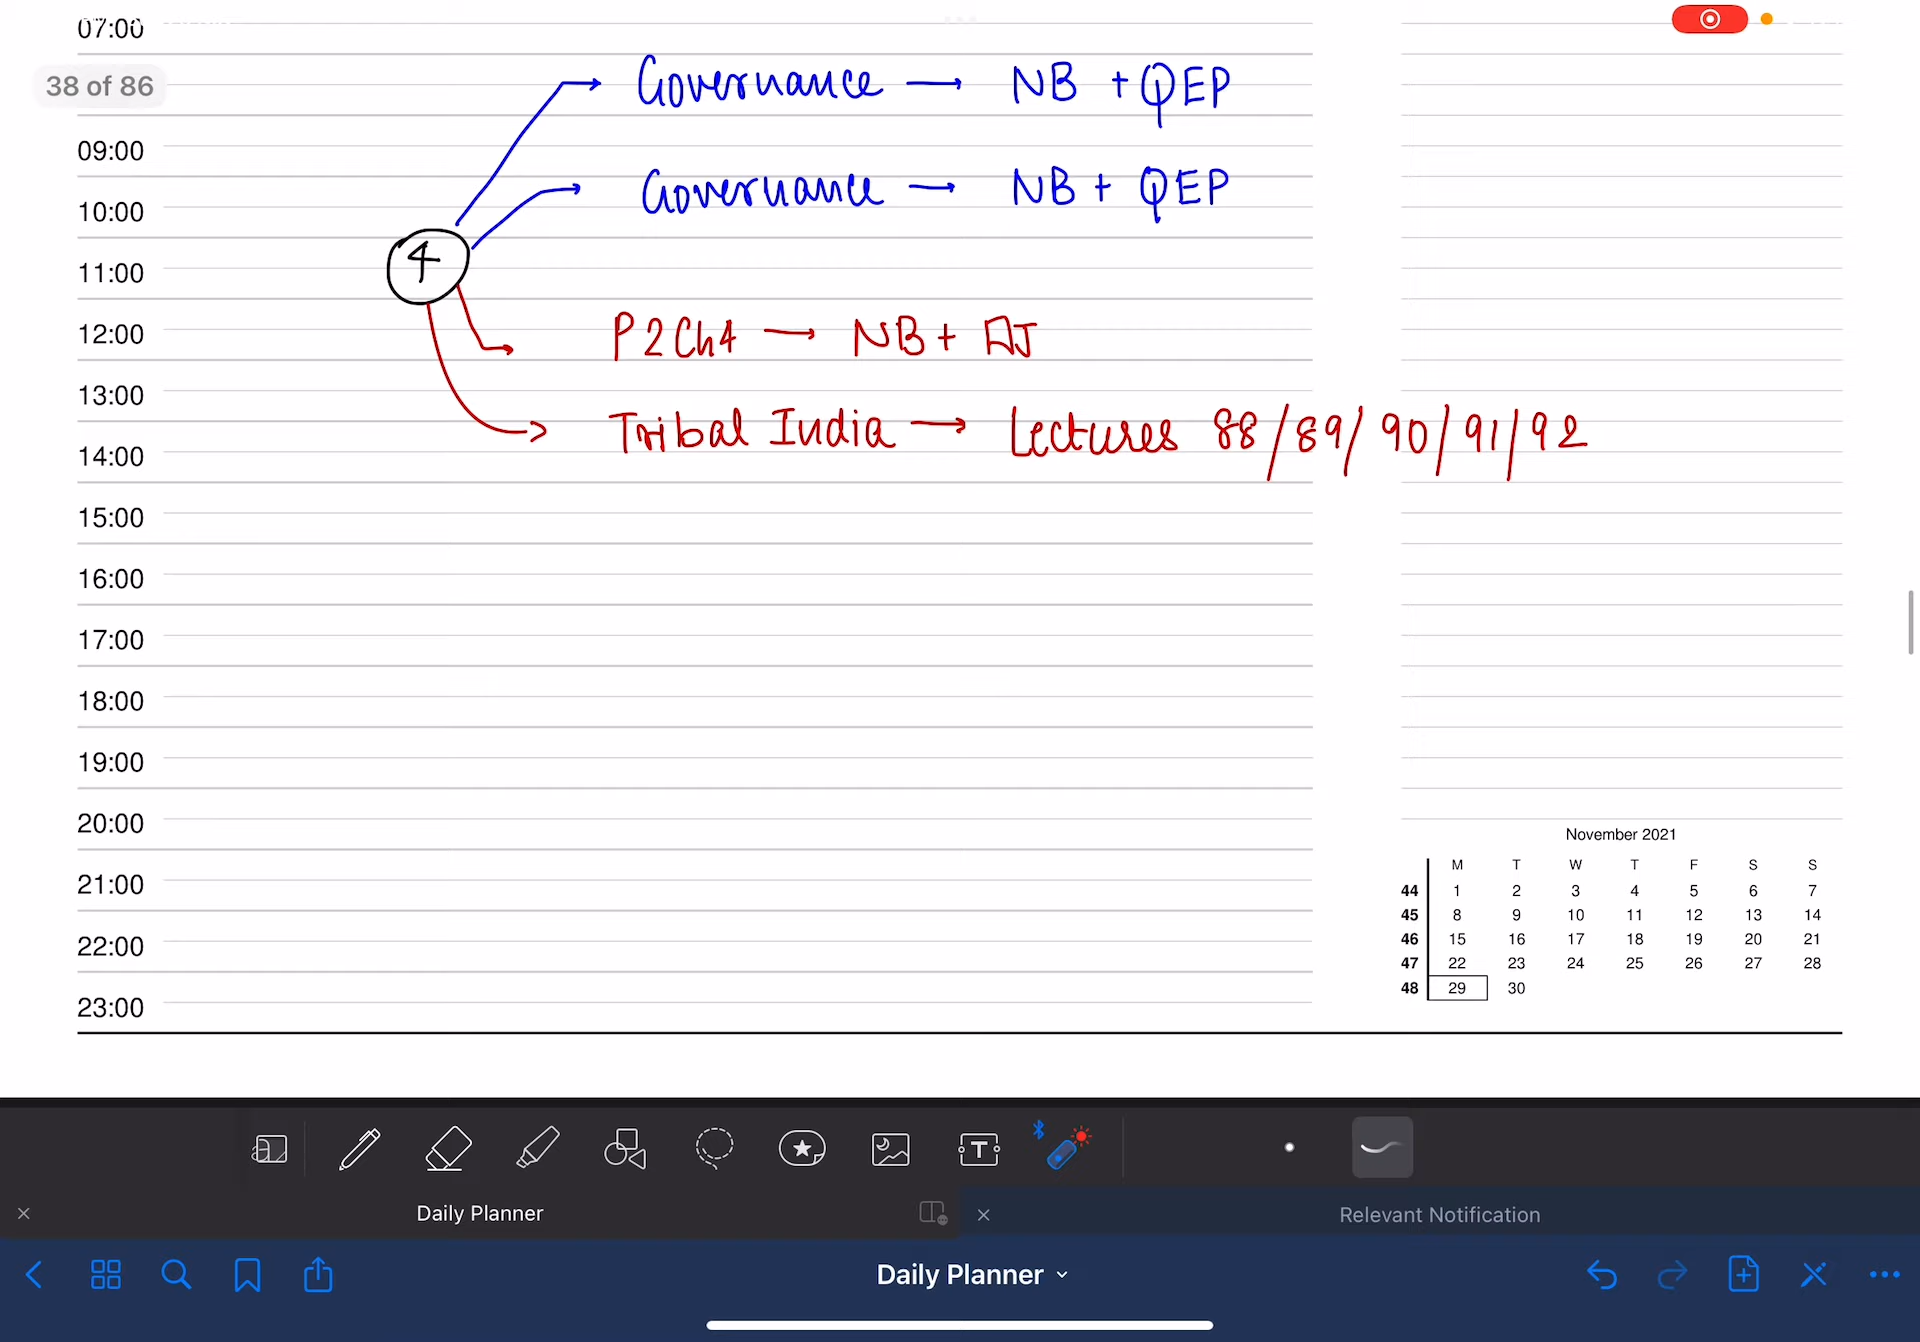 07:00
38 of 86
Governance → NB + QEP
09:00
Governance → NB + QEP
10:00
4
11:00
12:00
P2Ch4 → NB + AJ
13:00
Tribal India → Lectures 88/89/90/91/92
14:00
15:00
16:00
17:00
18:00
19:00
20:00
21:00
22:00
23:00
November 2021
M T W T F S S
44 1 2 3 4 5 6 7
45 8 9 10 11 12 13 14
46 15 16 17 18 19 20 21
47 22 23 24 25 26 27 28
48 29 30
Daily Planner
Relevant Notification
Daily Planner